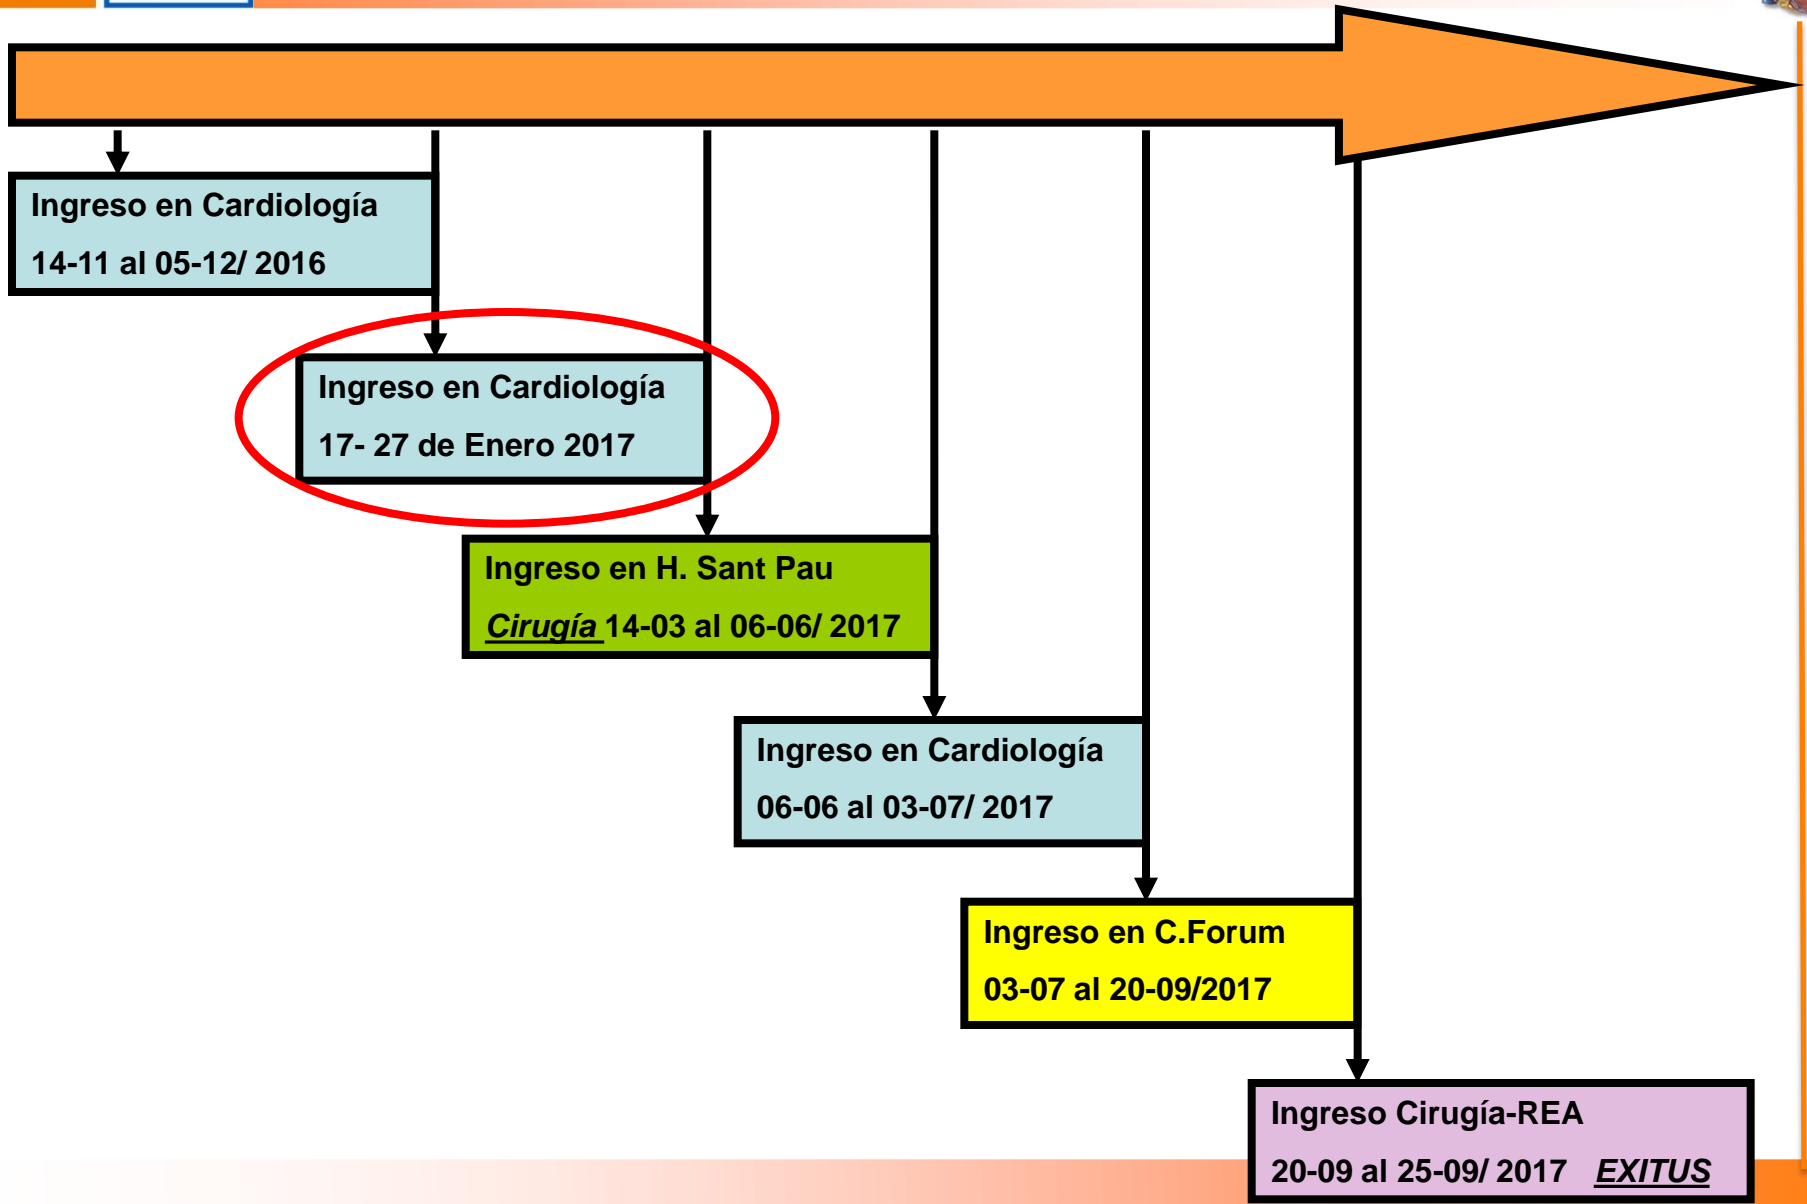 Ingreso en Cardiología
14-11 al 05-12/ 2016
Ingreso en Cardiología
17- 27 de Enero 2017
Ingreso en H. Sant Pau
Cirugía 14-03 al 06-06/ 2017
Ingreso en Cardiología
06-06 al 03-07/ 2017
Ingreso en C.Forum
03-07 al 20-09/2017
Ingreso Cirugía-REA
20-09 al 25-09/ 2017 EXITUS